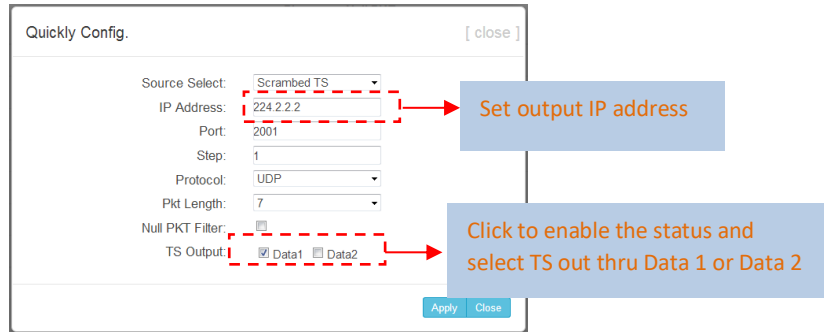 Quickly Config. [ close ]
Source Select: Scrambed TS
IP Address: 224.2.2.2
Set output IP address
Port: 2001
Step: 1
Protocol: UDP
Pkt Length: 7
Null PKT Filter:
TS Output: Data1 Data2
Click to enable the status and
select TS out thru Data 1 or Data 2
Apply Close